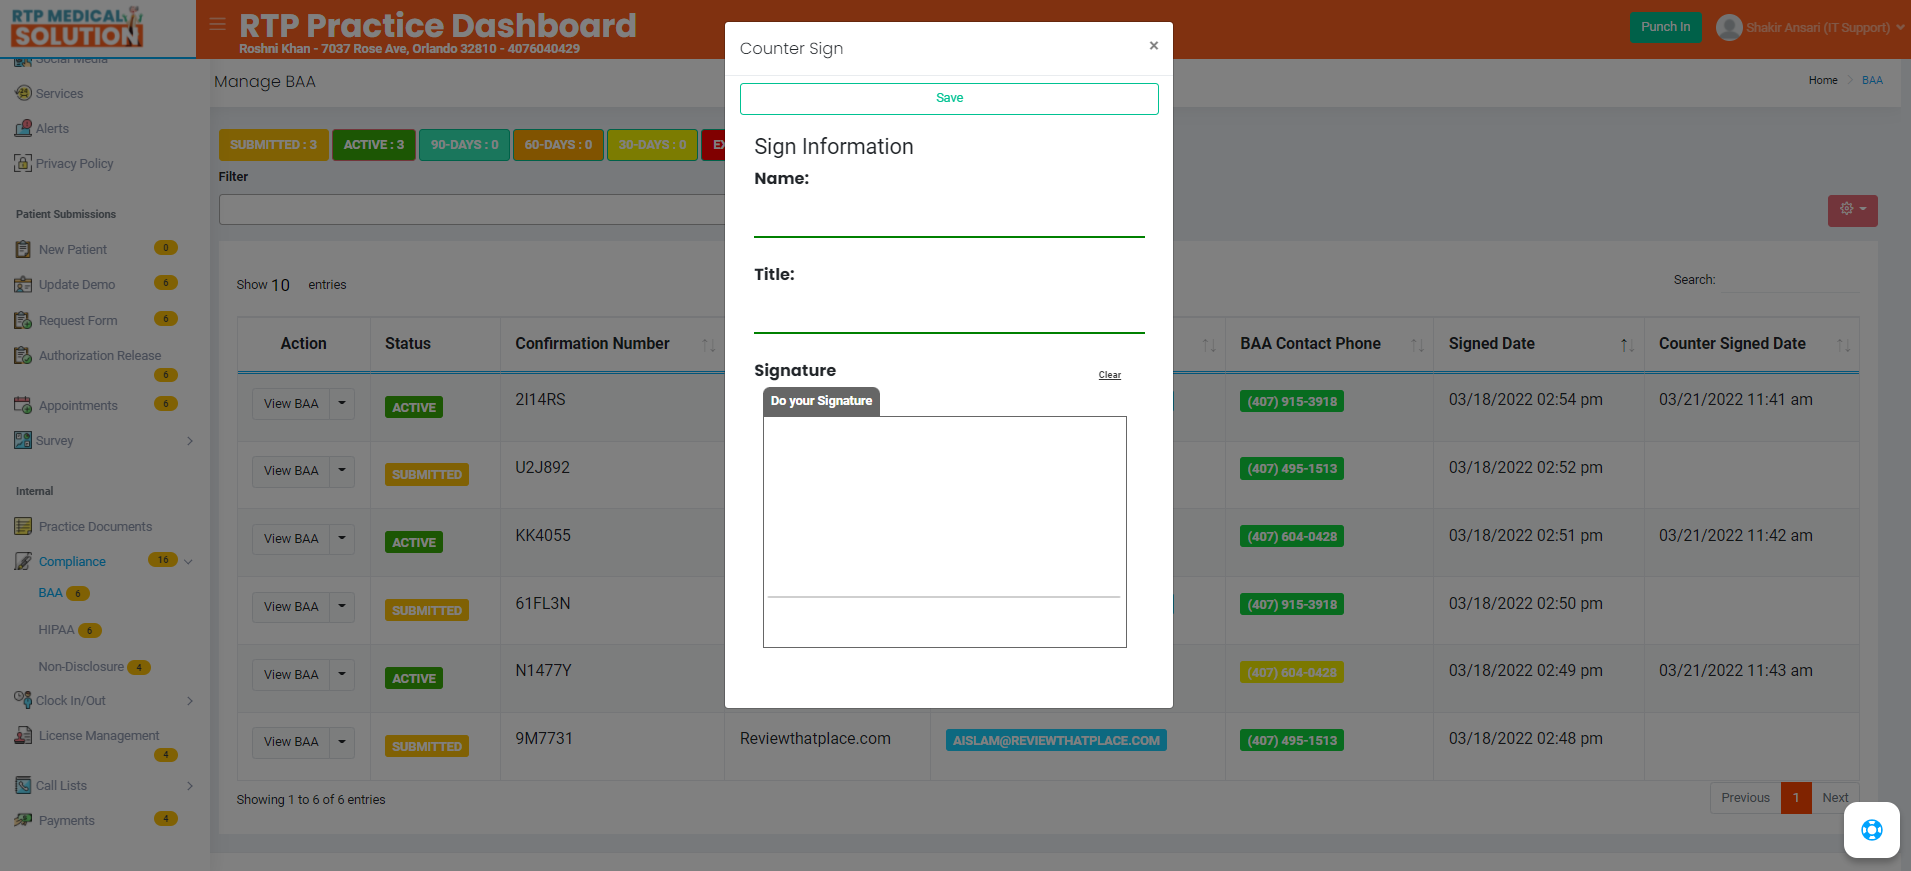 RTP MEDICAL
SOLUTION
RTP Practice Dashboard
Roshni Khan - 7037 Rose Ave, Orlando 32810 - 4076040429
Punch In
Shakir Ansari (IT Support)
Social Media
Services
Alerts
Privacy Policy
Patient Submissions
New Patient 0
Update Demo 6
Request Form 6
Authorization Release
6
Appointments 6
Survey
Internal
Practice Documents
Compliance 16
BAA 6
HIPAA 6
Non-Disclosure 4
Clock In/Out
License Management
4
Call Lists
Payments 4
Manage BAA
Home > BAA
SUBMITTED : 3 ACTIVE : 3 90-DAYS : 0 60-DAYS : 0 30-DAYS : 0
Filter
Show 10 entries
Search:
Action Status Confirmation Number BAA Contact Phone Signed Date Counter Signed Date
View BAA ACTIVE 2I14RS (407) 915-3918 03/18/2022 02:54 pm 03/21/2022 11:41 am
View BAA SUBMITTED U2J892 (407) 495-1513 03/18/2022 02:52 pm
View BAA ACTIVE KK4055 (407) 604-0428 03/18/2022 02:51 pm 03/21/2022 11:42 am
View BAA SUBMITTED 61FL3N (407) 915-3918 03/18/2022 02:50 pm
View BAA ACTIVE N1477Y (407) 604-0428 03/18/2022 02:49 pm 03/21/2022 11:43 am
View BAA SUBMITTED 9M7731 Reviewthatplace.com AISLAM@REVIEWTHATPLACE.COM (407) 495-1513 03/18/2022 02:48 pm
Showing 1 to 6 of 6 entries
Previous 1 Next
Counter Sign ×
Save
Sign Information
Name:
Title:
Signature
Clear
Do your Signature